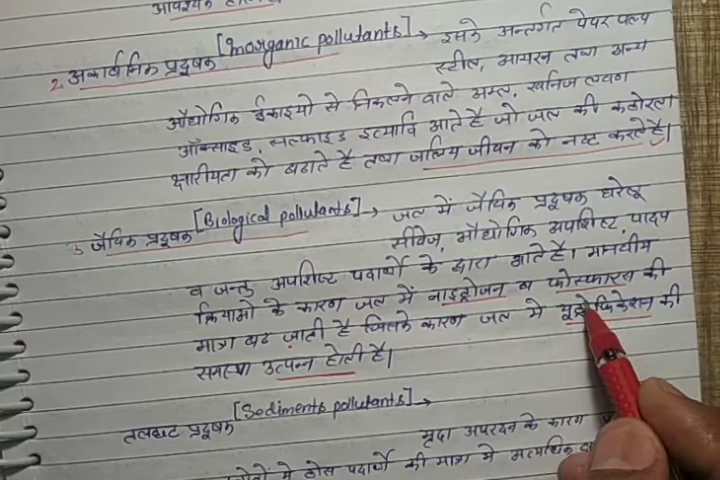 2. अकार्बनिक प्रदूषक [Inorganic pollutants] → इसके अन्तर्गत पेपर पल्प
स्टील, आयरन तथा अन्य
औद्योगिक ईकाइयो से निकलने वाले अम्ल, खनिज लवण
ऑक्साइड, सल्फाइड इत्यादि आते है जो जल की कठोरता
क्षारीयता को बढाते है तथा जलिय जीवन को नष्ट करते है।
3 जैविक प्रदूषक [Biological pollutants] → जल में जैविक प्रदूषक घरेलू
सीवेज, औद्योगिक अपशिष्ट, पादप
व जन्तु अपशिष्ट पदार्थो के द्वारा आते है। मानवीय
क्रियाओ के कारण जल में नाइट्रोजन व फोस्फोरस की
मात्रा बढ जाती है जिसके कारण जल मे यूट्रोफिकेशन की
समस्या उत्पन्न होती है।
तलछट प्रदूषक [Sediments pollutants] →
मृदा अपरदन के कारण
मे ठोस पदार्थो की मात्रा मे अत्यधिक